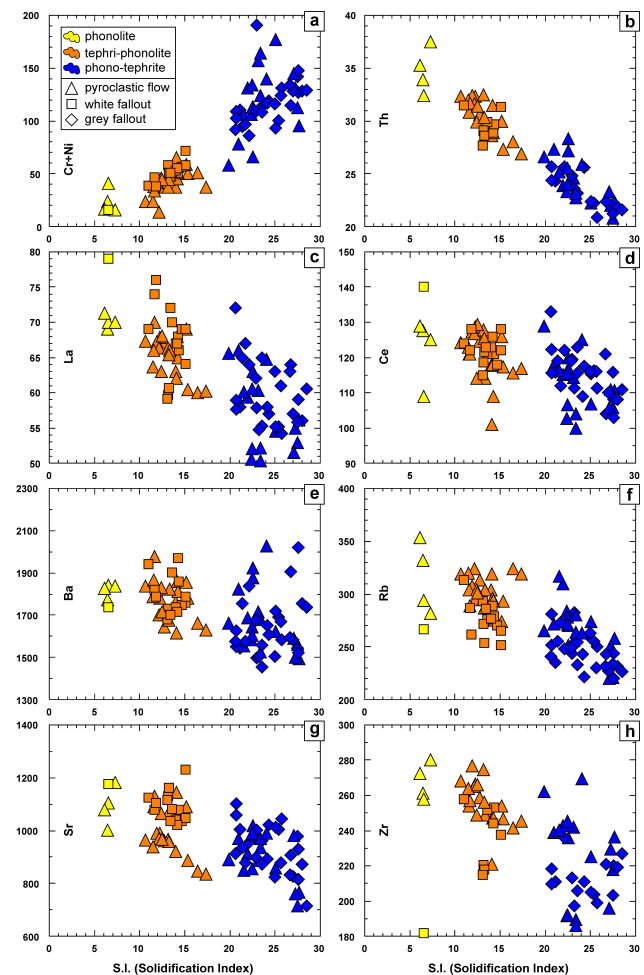 a
phonolite
tephri-phonolite
phono-tephrite
pyroclastic flow
white fallout
grey fallout
Cr+Ni
200
150
100
50
0
0 5 10 15 20 25 30
b
Th
40
35
30
25
20
0 5 10 15 20 25 30
c
La
80
75
70
65
60
55
50
0 5 10 15 20 25 30
d
Ce
150
140
130
120
110
100
90
0 5 10 15 20 25 30
e
Ba
2300
2100
1900
1700
1500
1300
0 5 10 15 20 25 30
f
Rb
400
350
300
250
200
0 5 10 15 20 25 30
g
Sr
1400
1200
1000
800
600
0 5 10 15 20 25 30
S.I. (Solidification Index)
h
Zr
300
280
260
240
220
200
180
0 5 10 15 20 25 30
S.I. (Solidification Index)